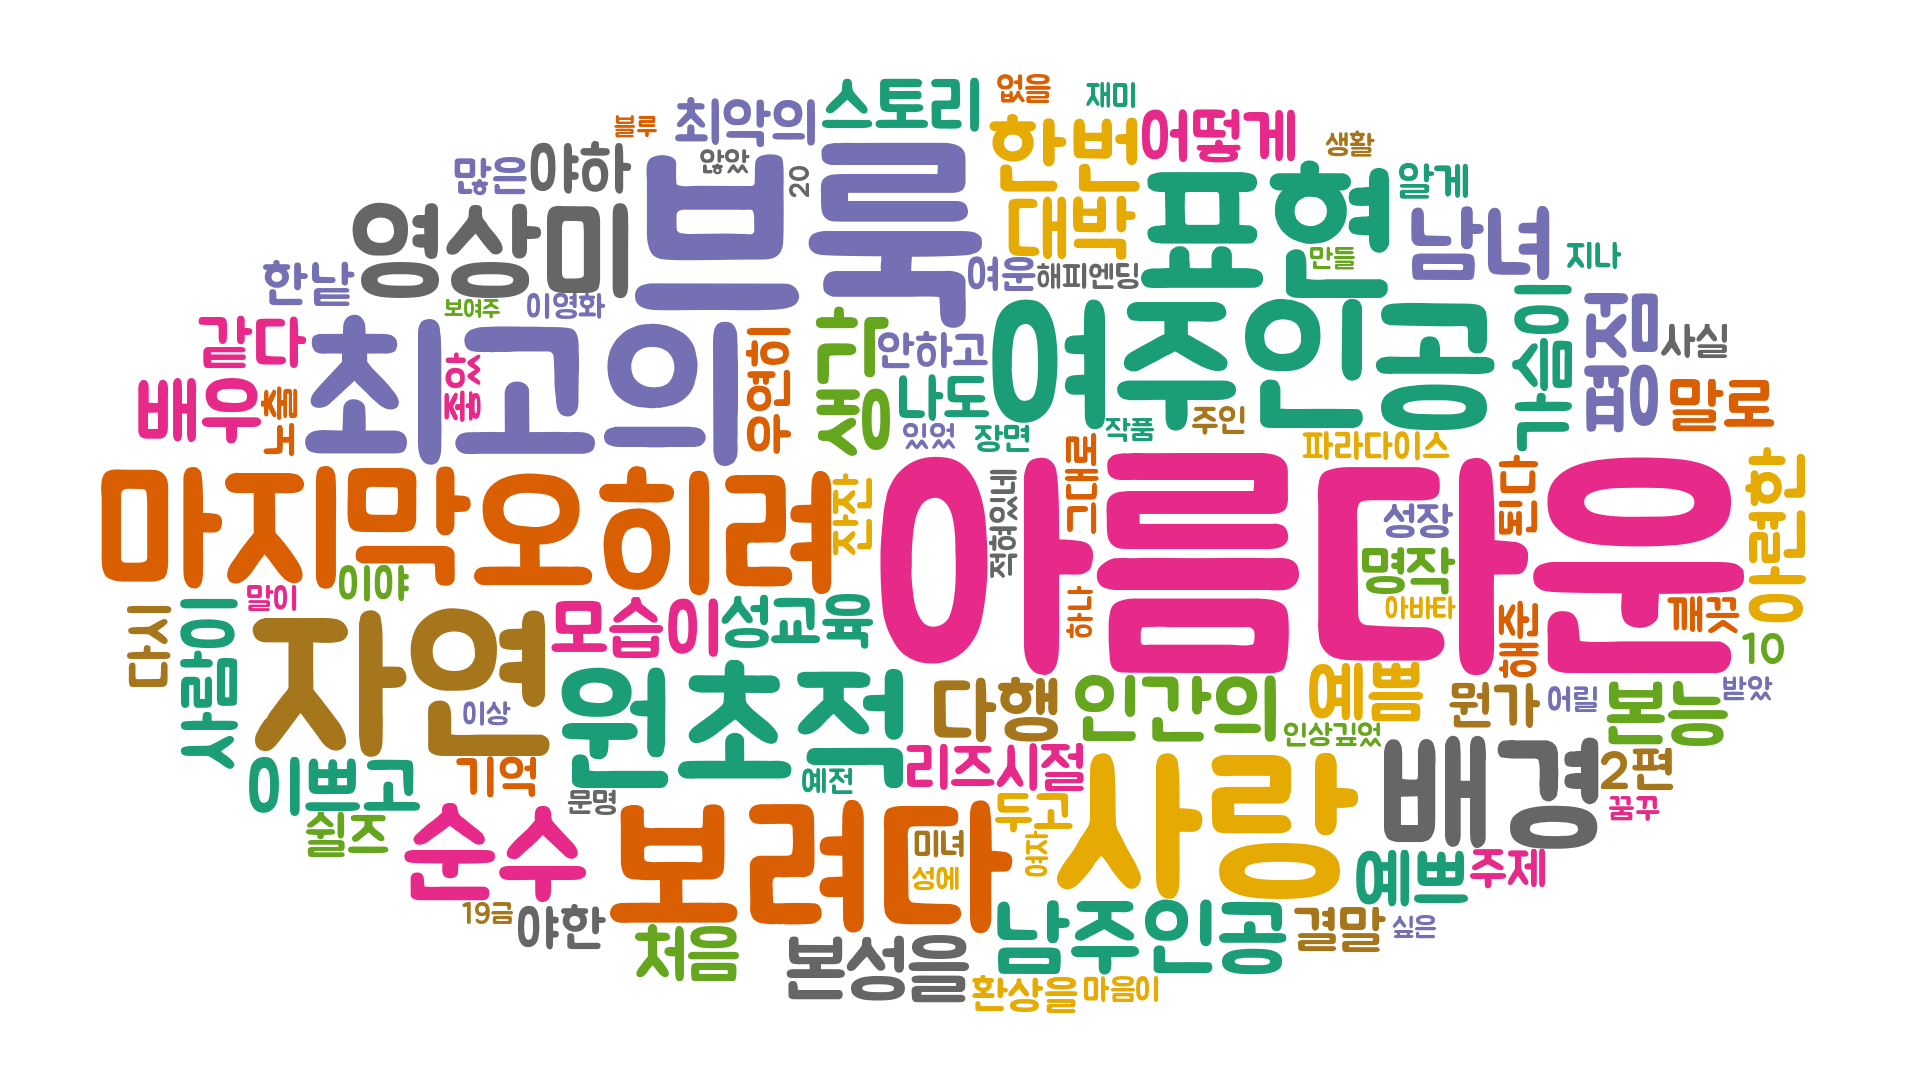 없을
재미
스토리
최악의
블루
한번
어떻게
생활
않았
야하
많은
20
브룩
표현
알게
대박
남녀
영상미
만들
지나
여운
해피엔딩
한낱
이영화
보여주
평점
가슴이
사실
같다
최고의
좋았
우연히
생각
안하고
여주인공
나도
말로
배우
노출
있었
장면
작품
주인
파라다이스
마지막오히려
잔잔
아름다운
적혀있네
그대로
성장
된다
아련한
명작
이야
말이
아바타
하나
해준
깨끗
다시
사람이
자연
모습이
성교육
10
원초적
이상
다행
인간의
예쁨
뭔가
어릴
본능
받았
인상깊었
이쁘고
기억
예전
리즈시절
사랑
배경
2편
문명
두고
꿈꾸
쉴즈
순수
보려다
미녀
성에
여자
예쁘
주제
19금
야한
처음
남주인공
결말
싶은
본성을
환상을
마음이